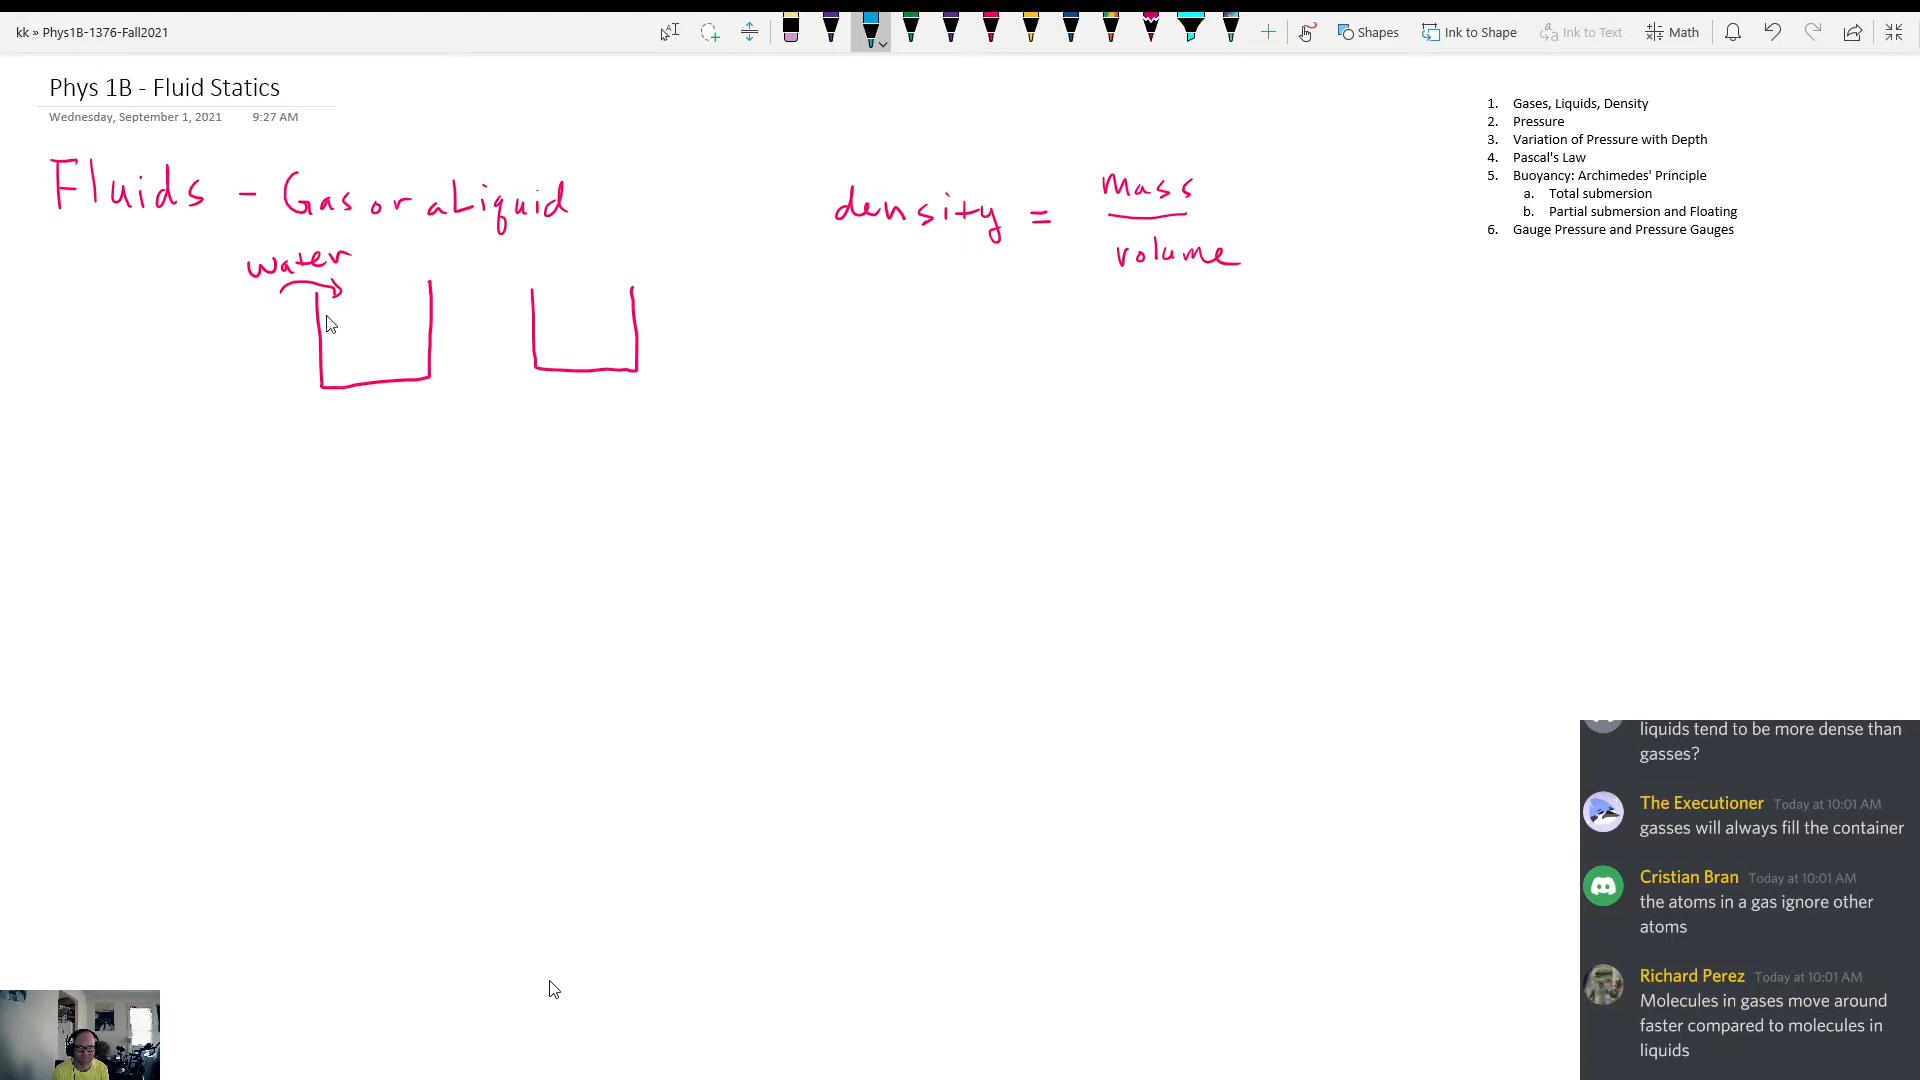 kk » Phys1B-1376-Fall2021
Shapes
Ink to Shape
Ink to Text
Math
Phys 1B - Fluid Statics
Wednesday, September 1, 2021 9:27 AM
1. Gases, Liquids, Density
2. Pressure
3. Variation of Pressure with Depth
4. Pascal's Law
5. Buoyancy: Archimedes' Principle
a. Total submersion
b. Partial submersion and Floating
6. Gauge Pressure and Pressure Gauges
Fluids - Gas or a Liquid
density = mass
volume
water
liquids tend to be more dense than
gasses?
The Executioner Today at 10:01 AM
gasses will always fill the container
Cristian Bran Today at 10:01 AM
the atoms in a gas ignore other
atoms
Richard Perez Today at 10:01 AM
Molecules in gases move around
faster compared to molecules in
liquids